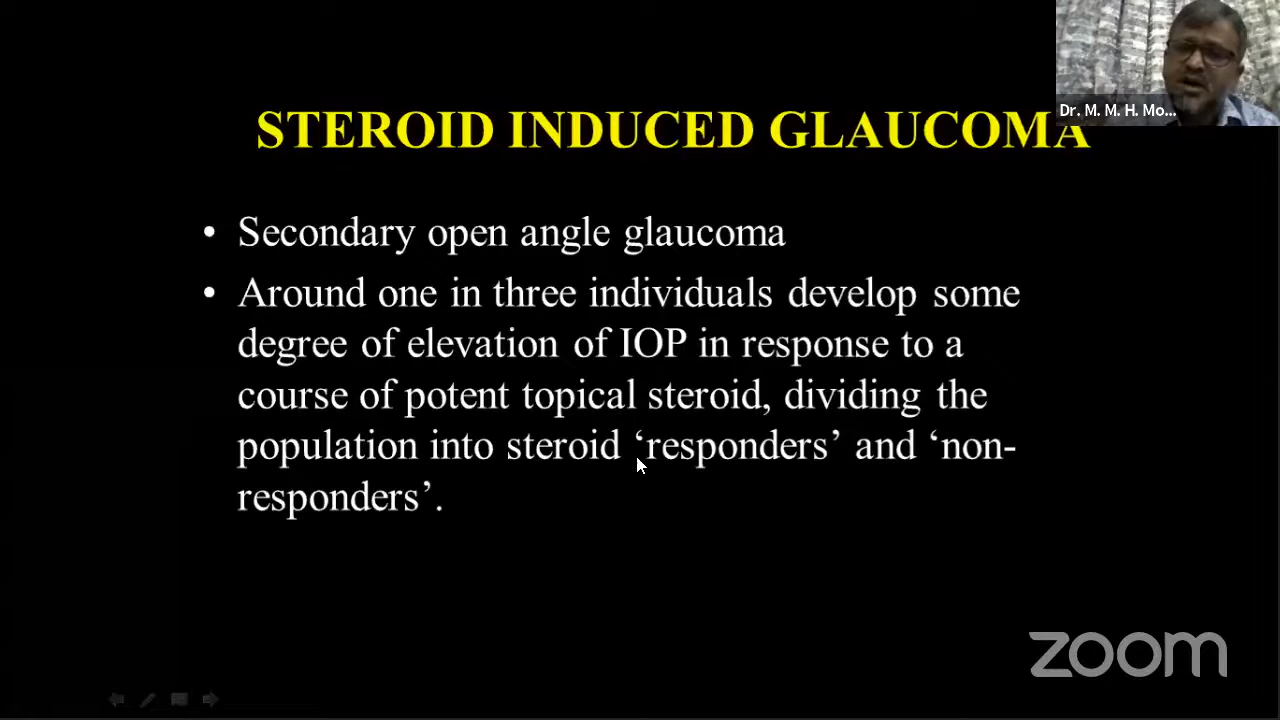 Dr. M. M. H. Mo...
STEROID INDUCED GLAUCOMA
• Secondary open angle glaucoma
• Around one in three individuals develop some
degree of elevation of IOP in response to a
course of potent topical steroid, dividing the
population into steroid ‘responders’ and ‘non-
responders’.
zoom